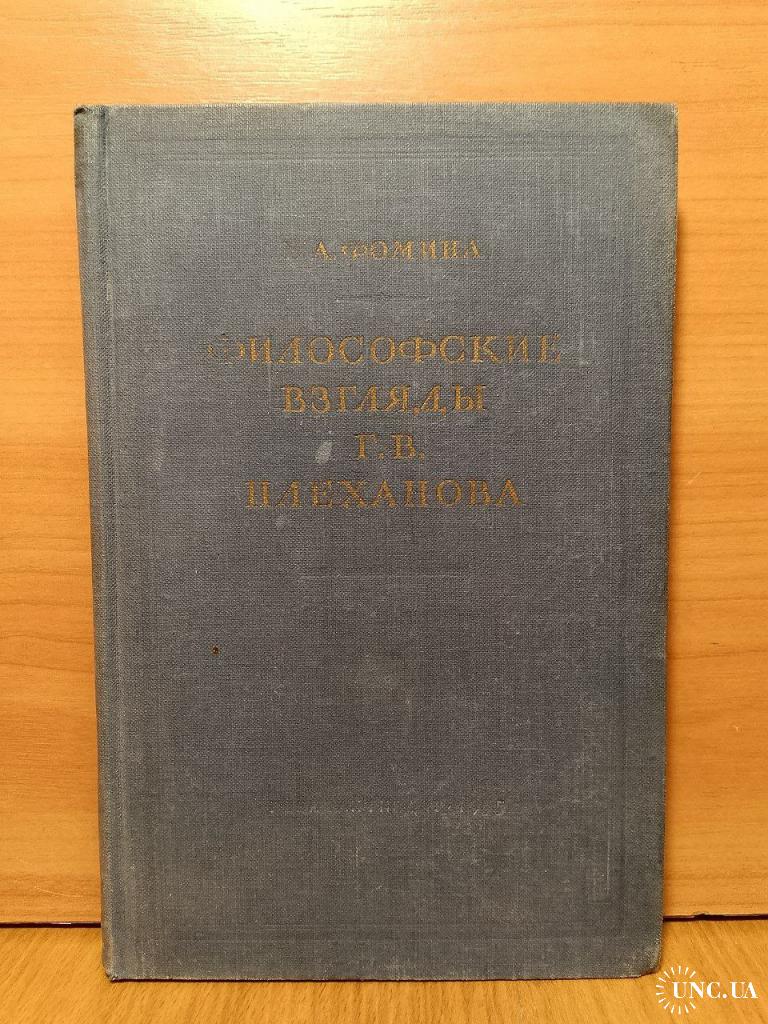 А. ФОМИНА
ФИЛОСОФСКИЕ
ВЗГЛЯДЫ
Г. В.
ПЛЕХАНОВА
UNC.UA